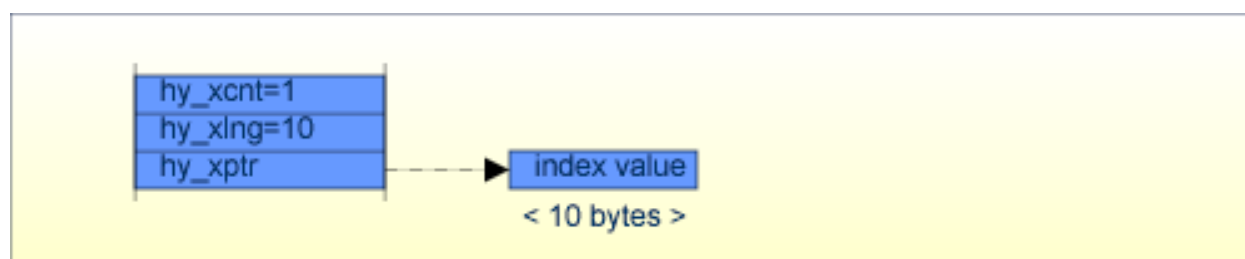 hy_xcnt=1
hy_xlng=10
hy_xptr
index value
< 10 bytes >